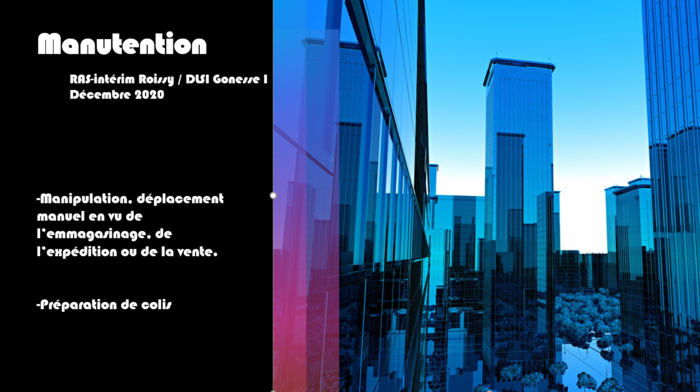 Manutention
RAS-intérim Roissy / DLSI Gonesse |
Décembre 2020
-Manipulation, déplacement
manuel en vu de
l'emmagasinage, de
l'expédition ou de la vente.
-Préparation de colis